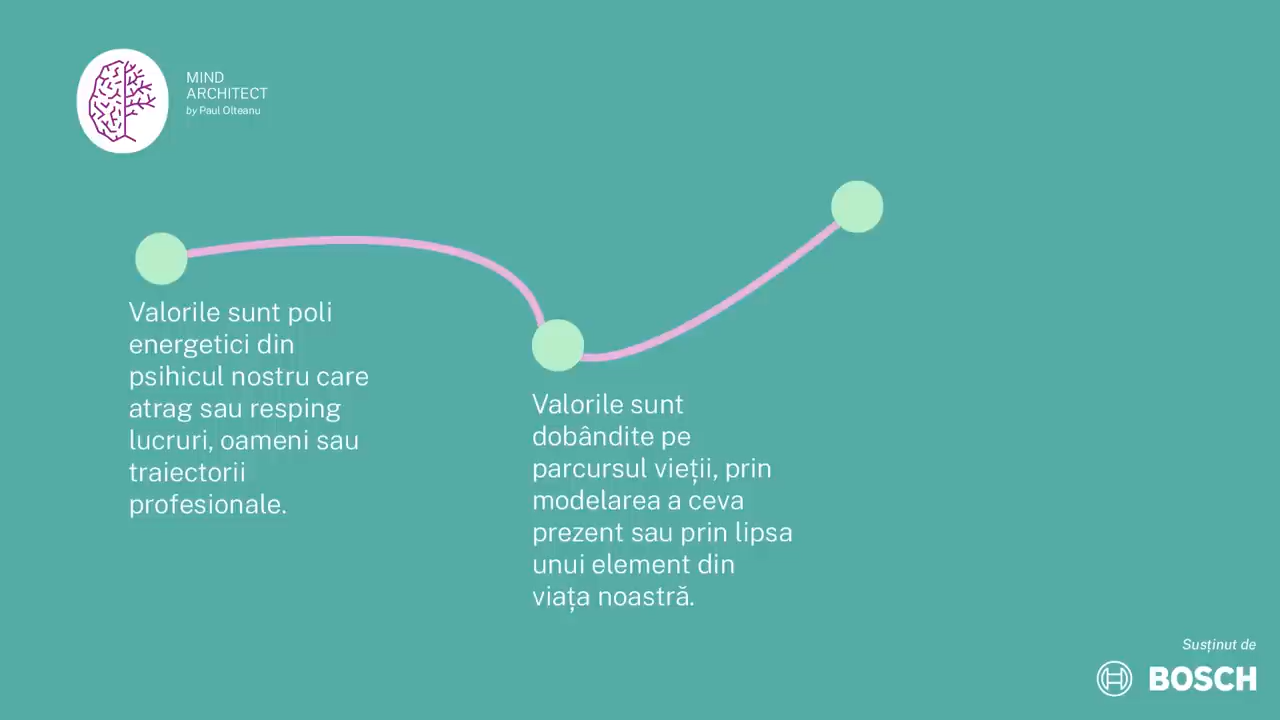 MIND
ARCHITECT
by Paul Olteanu
Valorile sunt poli
energetici din
psihicul nostru care
atrag sau resping
lucruri, oameni sau
traiectorii
profesionale.
Valorile sunt
dobândite pe
parcursul vieții, prin
modelarea a ceva
prezent sau prin lipsa
unui element din
viața noastră.
Susținut de
BOSCH